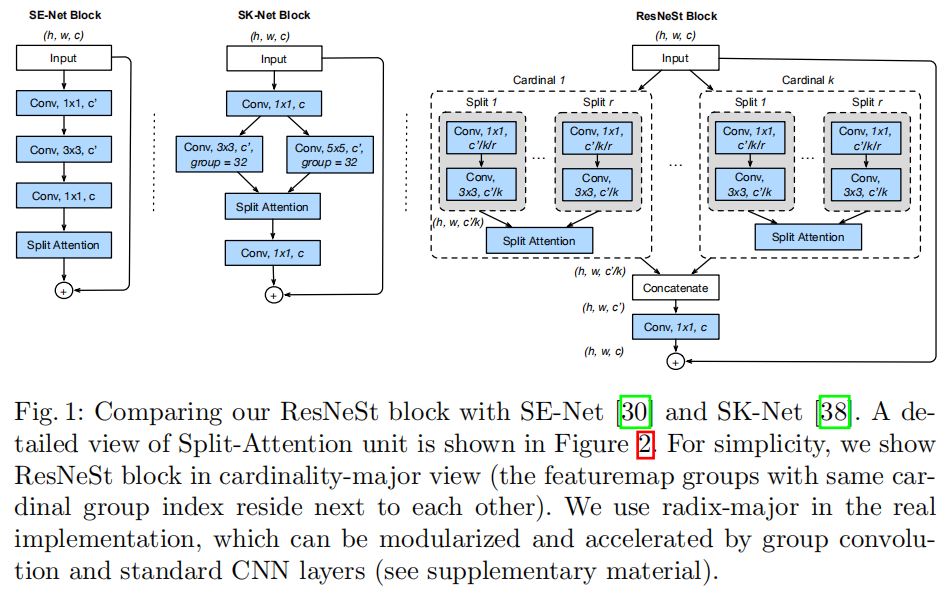 SE-Net Block
(h, w, c)
Input
Conv, 1x1, c'
Conv, 3x3, c'
Conv, 1x1, c
Split Attention
+
SK-Net Block
(h, w, c)
Input
Conv, 1x1, c
Conv, 3x3, c',
group = 32
Conv, 5x5, c',
group = 32
Split Attention
Conv, 1x1, c
+
ResNeSt Block
(h, w, c)
Input
Cardinal 1
Split 1
Conv, 1x1,
c'/k/r
Conv,
3x3, c'/k
...
Split r
Conv, 1x1,
c'/k/r
Conv,
3x3, c'/k
(h, w, c'/k)
Split Attention
...
Cardinal k
Split 1
Conv, 1x1,
c'/k/r
Conv,
3x3, c'/k
...
Split r
Conv, 1x1,
c'/k/r
Conv,
3x3, c'/k
Split Attention
(h, w, c'/k)
Concatenate
(h, w, c')
Conv, 1x1, c
(h, w, c)
+
Fig. 1: Comparing our ResNeSt block with SE-Net [30] and SK-Net [38]. A de-
tailed view of Split-Attention unit is shown in Figure 2. For simplicity, we show
ResNeSt block in cardinality-major view (the featuremap groups with same car-
dinal group index reside next to each other). We use radix-major in the real
implementation, which can be modularized and accelerated by group convolu-
tion and standard CNN layers (see supplementary material).